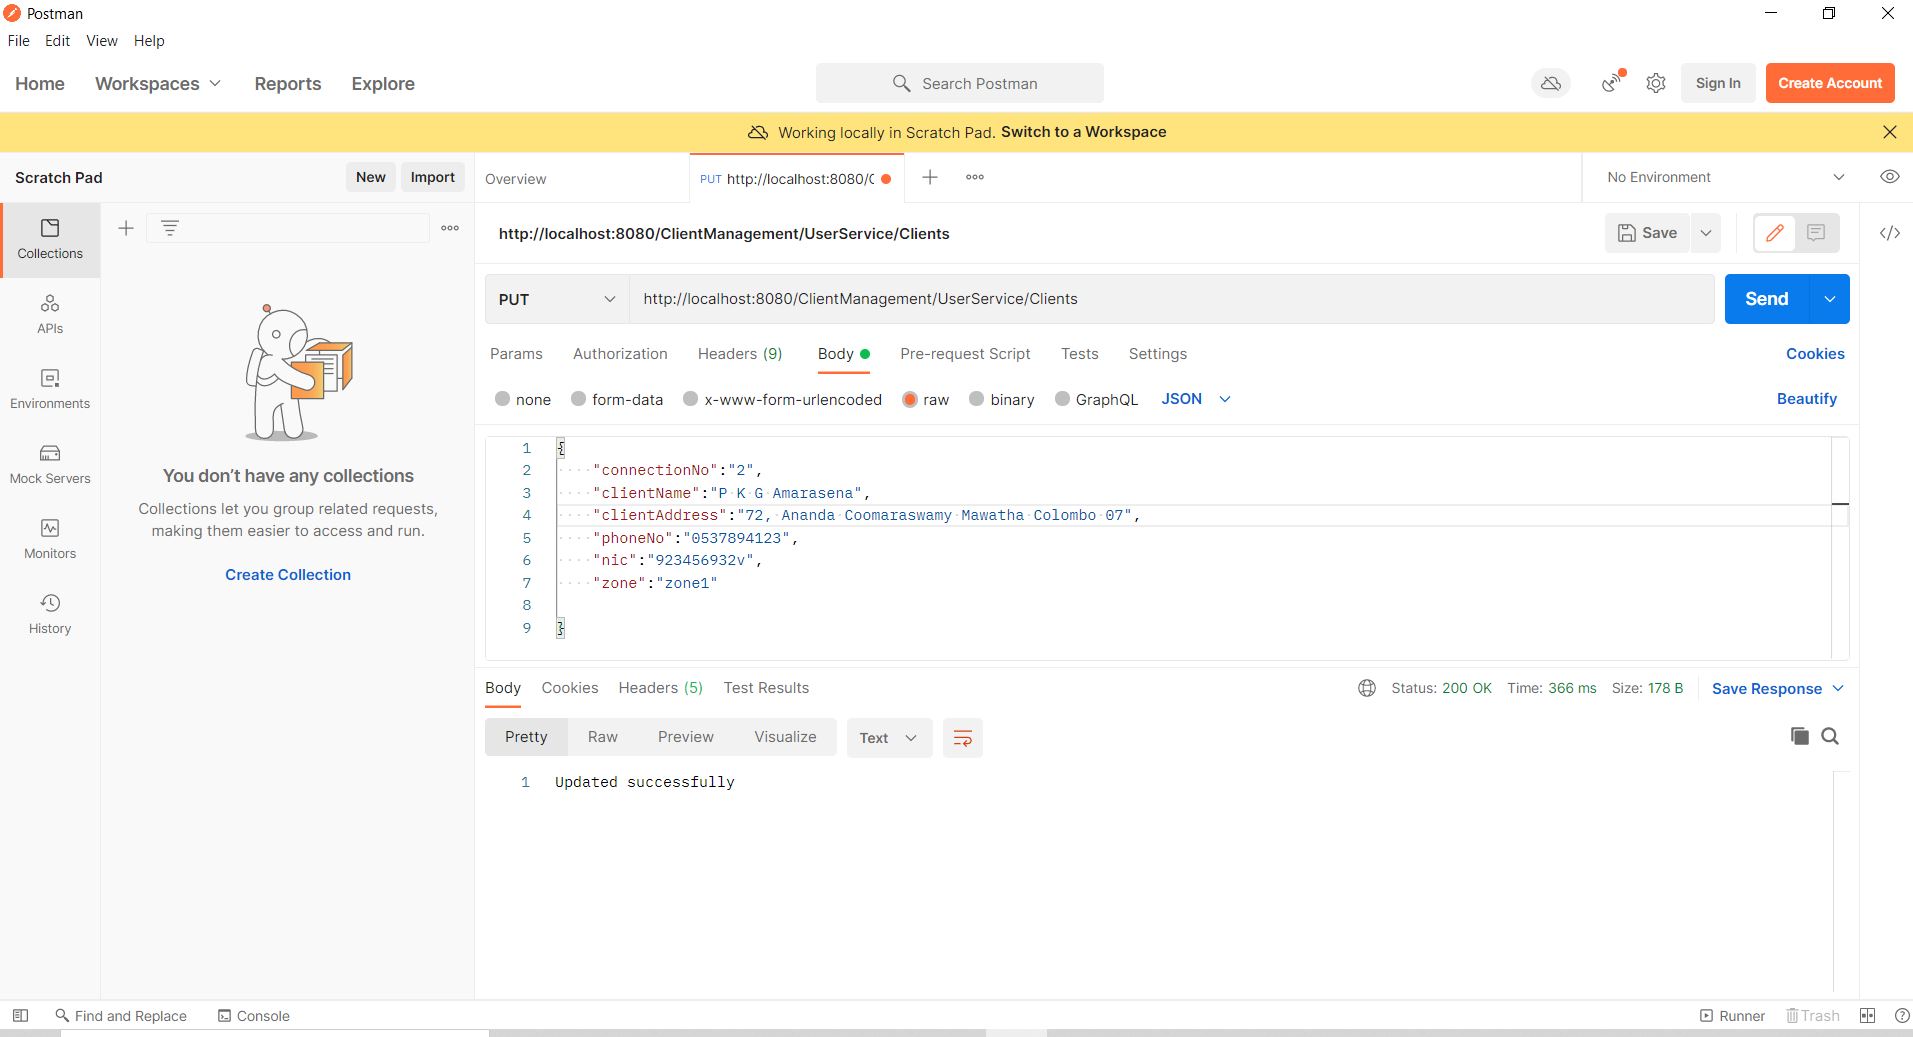 Postman
File Edit View Help
Home Workspaces Reports Explore Search Postman Sign In Create Account
Working locally in Scratch Pad. Switch to a Workspace
Scratch Pad New Import Overview PUT http://localhost:8080/C No Environment
http://localhost:8080/ClientManagement/UserService/Clients Save
Collections
APIs
Environments
Mock Servers
Monitors
History
You don’t have any collections
Collections let you group related requests,
making them easier to access and run.
Create Collection
PUT http://localhost:8080/ClientManagement/UserService/Clients Send
Params Authorization Headers (9) Body Pre-request Script Tests Settings Cookies
none form-data x-www-form-urlencoded raw binary GraphQL JSON Beautify
1 {
2 "connectionNo":"2",
3 "clientName":"P K G Amarasena",
4 "clientAddress":"72, Ananda Coomaraswamy Mawatha Colombo 07",
5 "phoneNo":"0537894123",
6 "nic":"923456932v",
7 "zone":"zone1"
8
9 }
Body Cookies Headers (5) Test Results Status: 200 OK Time: 366 ms Size: 178 B Save Response
Pretty Raw Preview Visualize Text
1 Updated successfully
Find and Replace Console Runner Trash